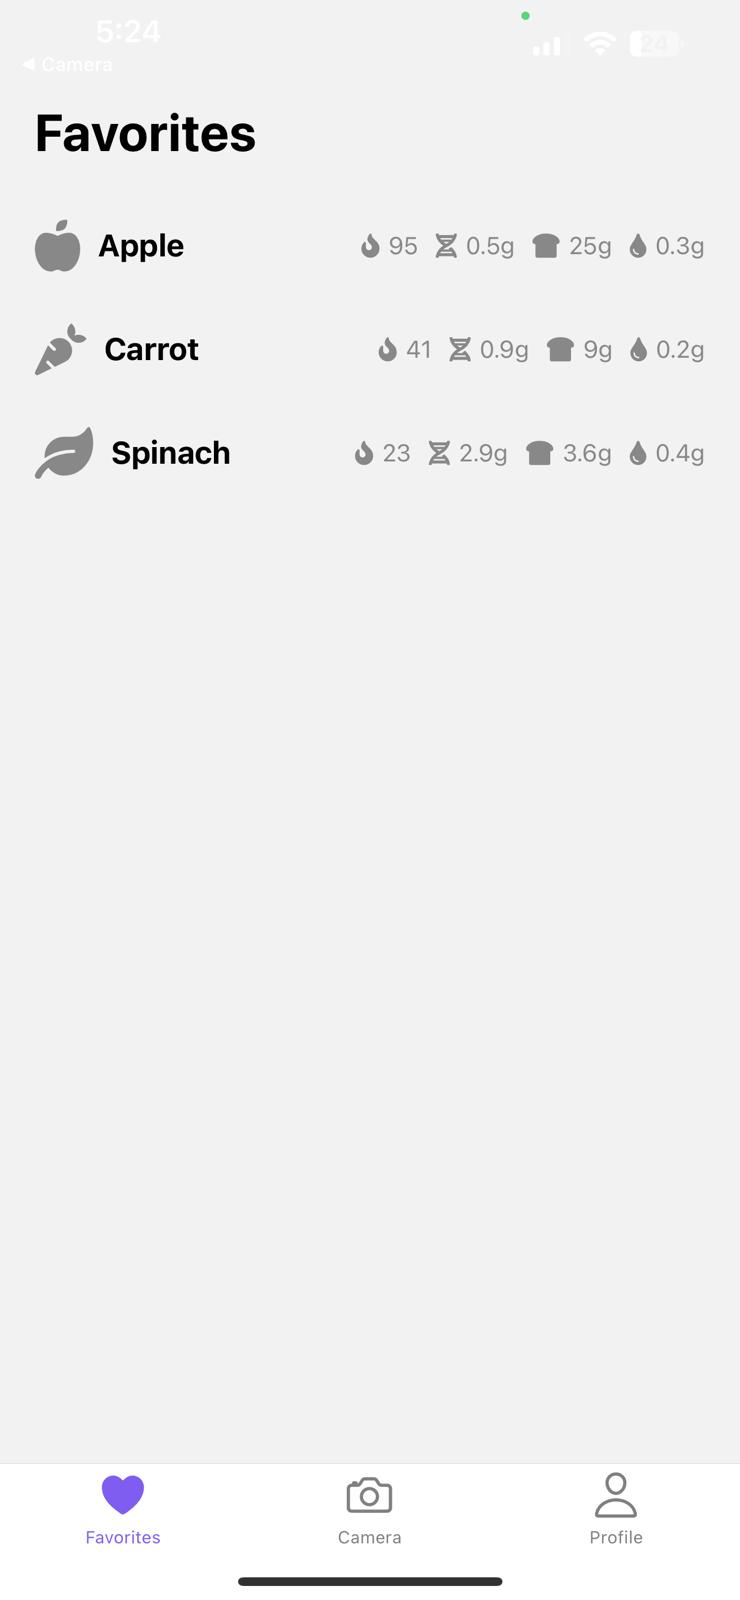 5:24
24
◀ Camera
Favorites
Apple 95 0.5g 25g 0.3g
Carrot 41 0.9g 9g 0.2g
Spinach 23 2.9g 3.6g 0.4g
Favorites Camera Profile